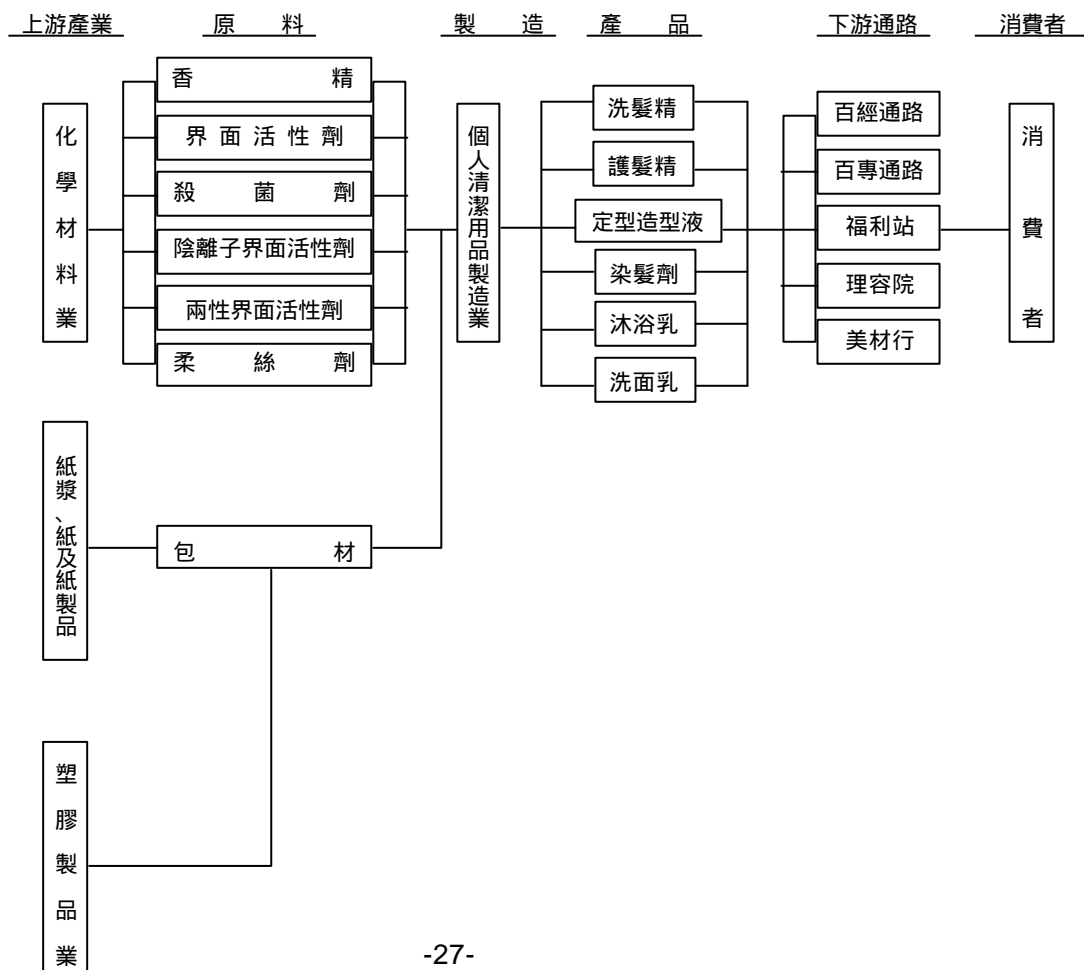 上游產業 原料 製造 產品 下游通路 消費者
化學材料業
香精
界面活性劑
殺菌劑
陰離子界面活性劑
兩性界面活性劑
柔絲劑
個人清潔用品製造業
洗髮精
護髮精
定型造型液
染髮劑
沐浴乳
洗面乳
百經通路
百專通路
福利站
理容院
美材行
消費者
紙漿、紙及紙製品
包材
塑膠製品業
-27-